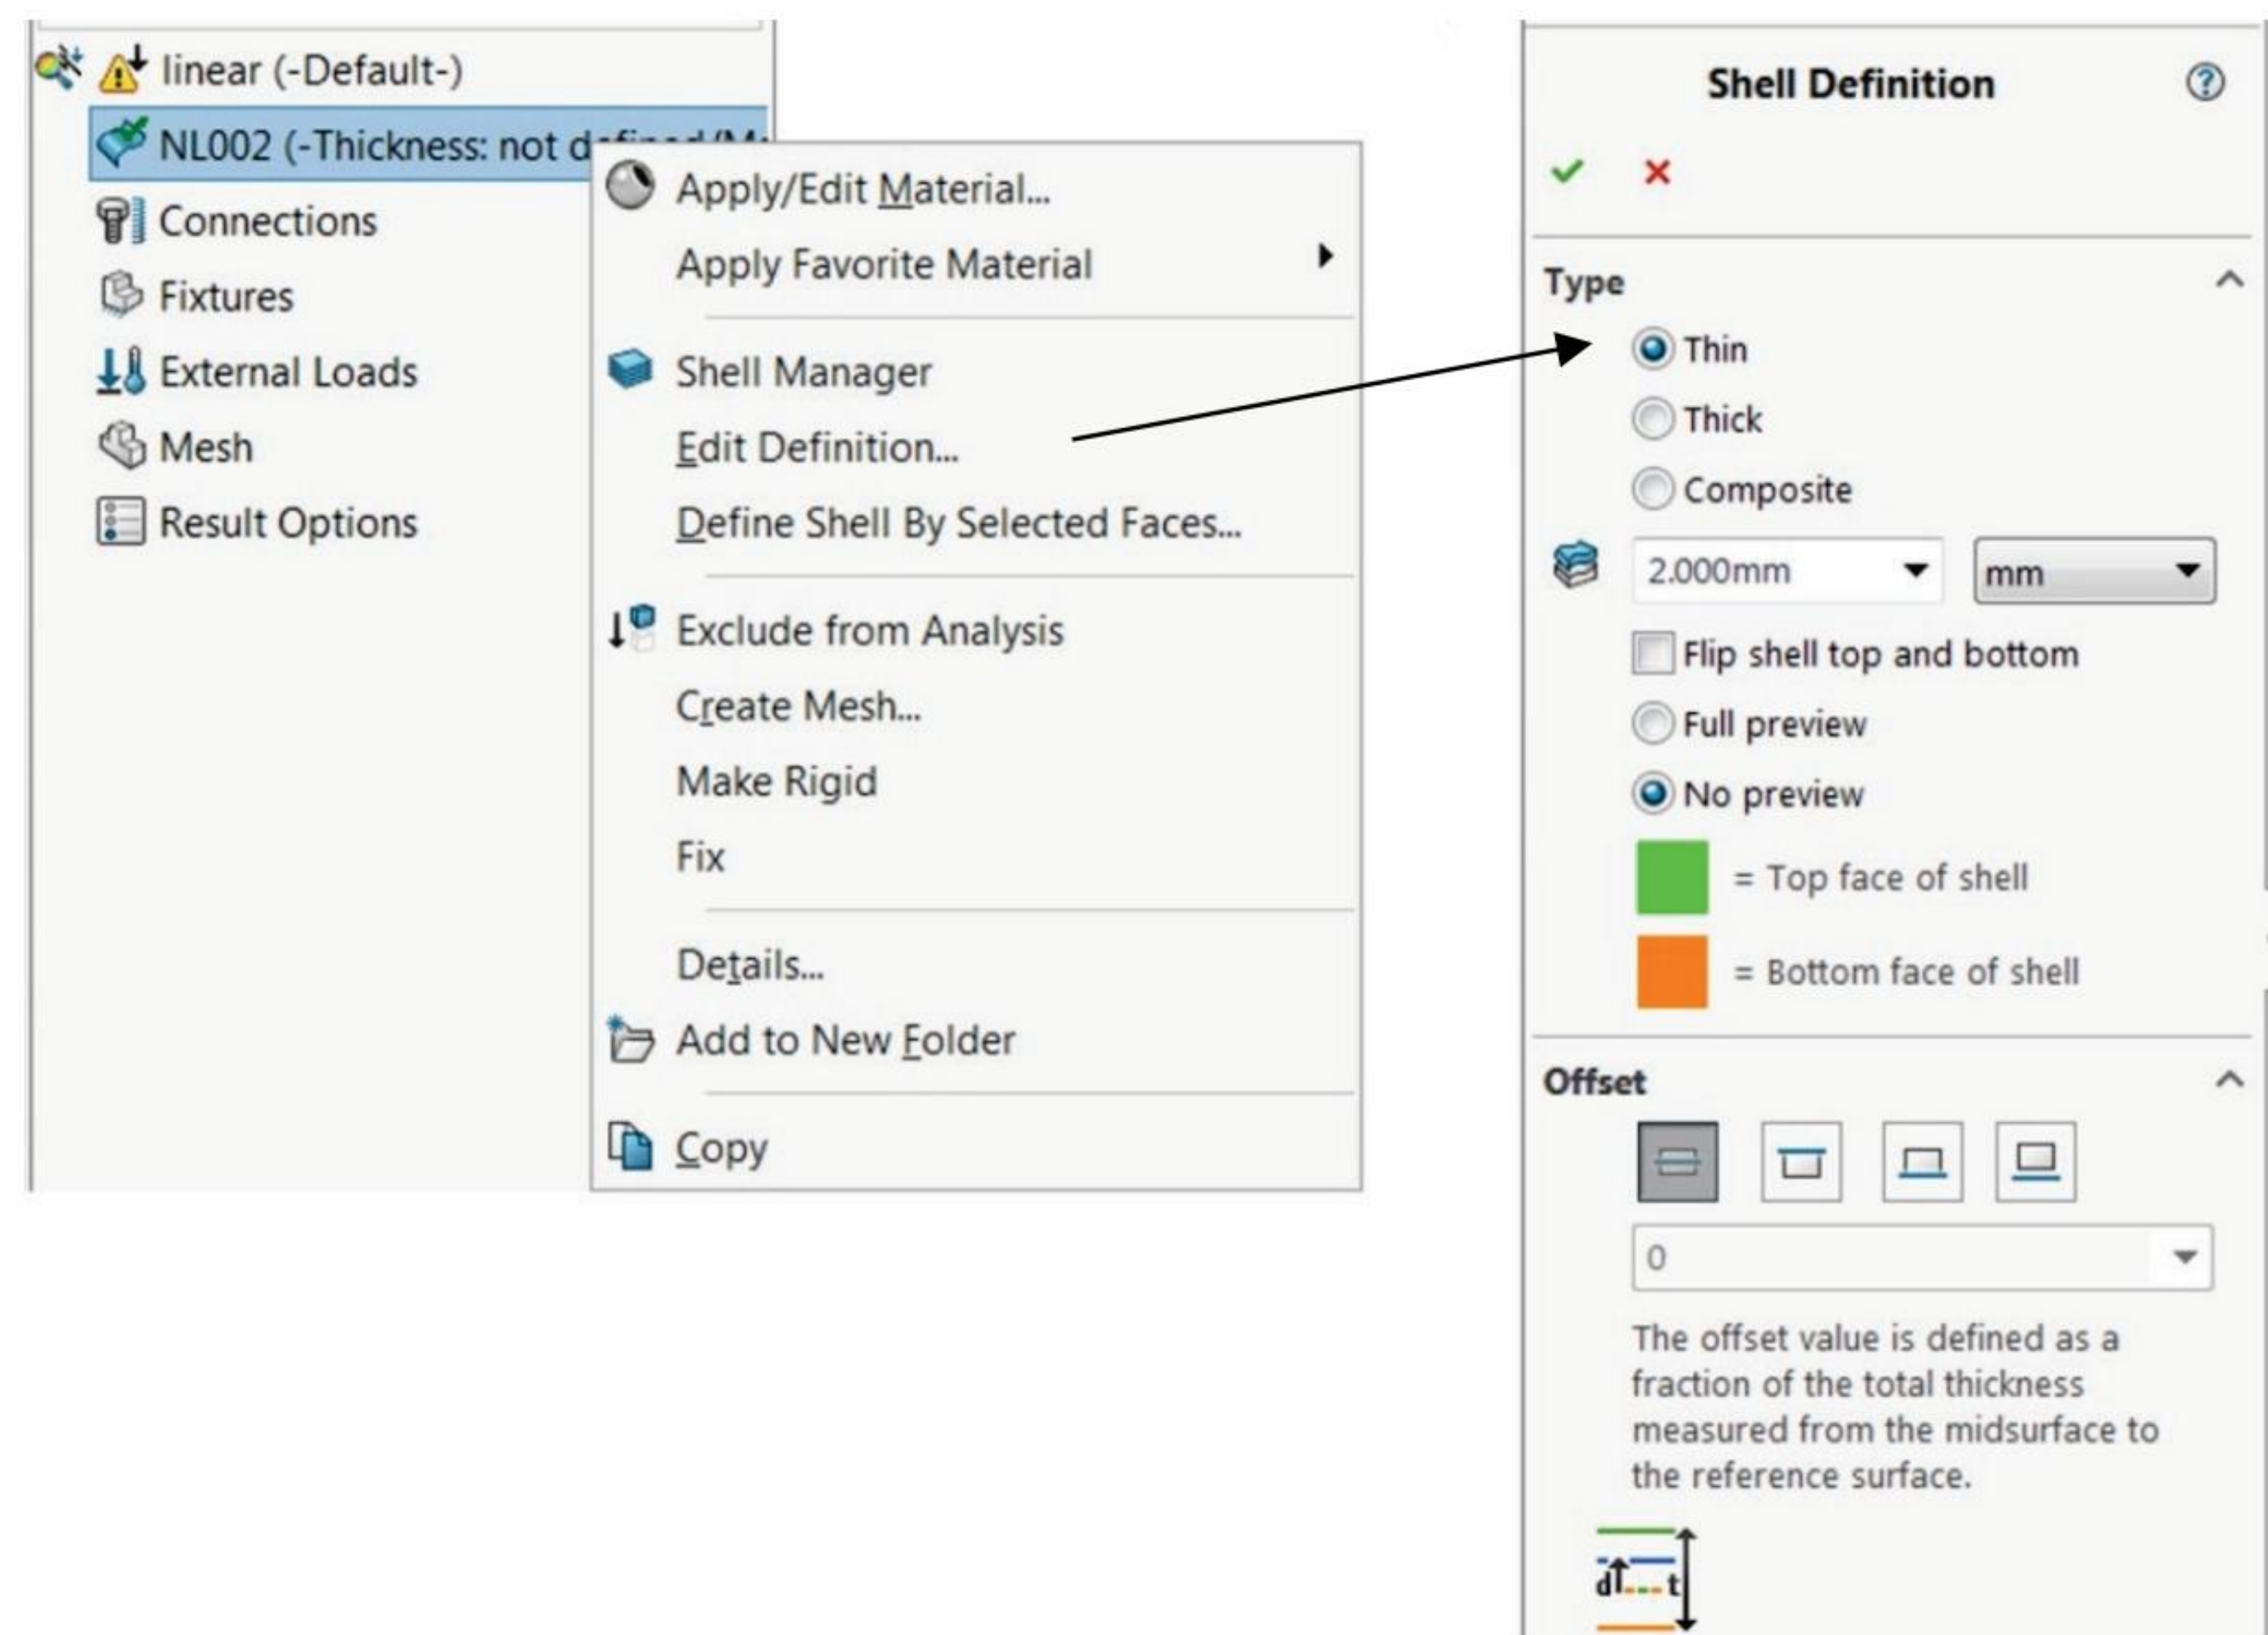 linear (-Default-)
NL002 (-Thickness: not defined (M
Connections
Fixtures
External Loads
Mesh
Result Options
Apply/Edit Material...
Apply Favorite Material
Shell Manager
Edit Definition...
Define Shell By Selected Faces...
Exclude from Analysis
Create Mesh...
Make Rigid
Fix
Details...
Add to New Folder
Copy
Shell Definition
Type
Thin
Thick
Composite
2.000mm mm
Flip shell top and bottom
Full preview
No preview
= Top face of shell
= Bottom face of shell
Offset
0
The offset value is defined as a
fraction of the total thickness
measured from the midsurface to
the reference surface.
d t